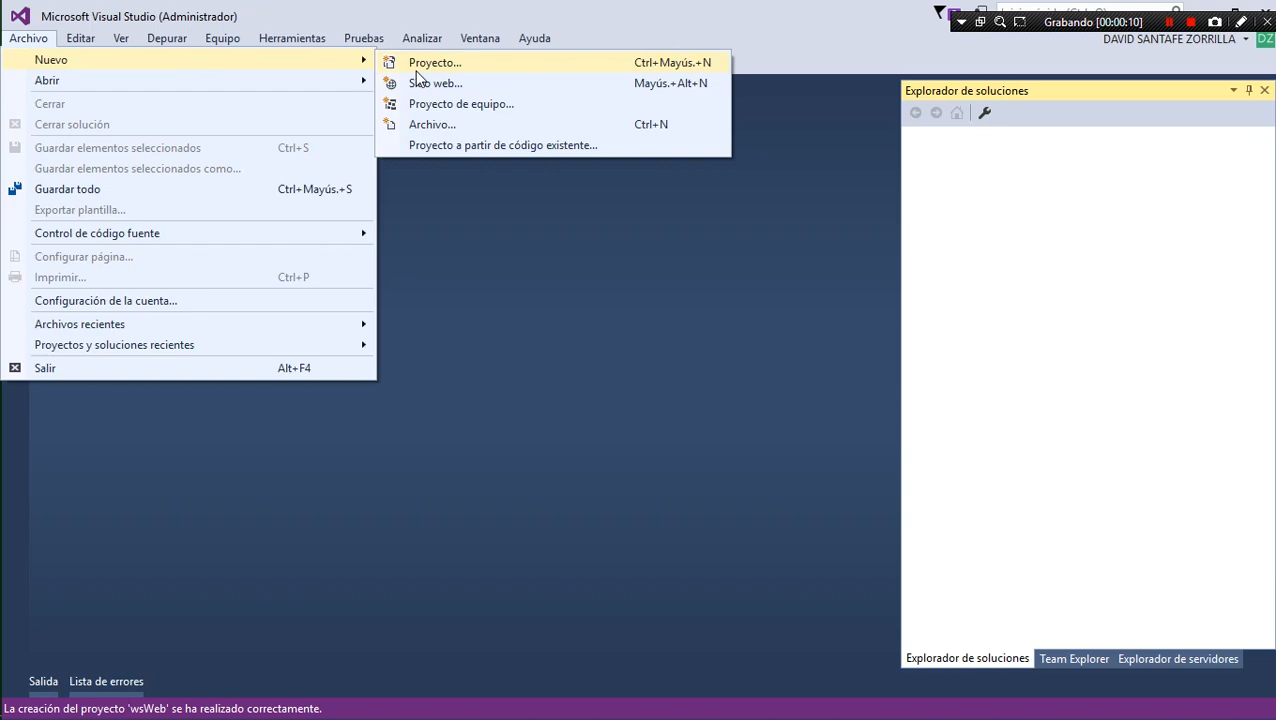 Microsoft Visual Studio (Administrador)
Grabando [00:00:10]
Archivo Editar Ver Depurar Equipo Herramientas Pruebas Analizar Ventana Ayuda
DAVID SANTAFE ZORRILLA DZ
Nuevo
Abrir
Cerrar
Cerrar solución
Guardar elementos seleccionados Ctrl+S
Guardar elementos seleccionados como...
Guardar todo Ctrl+Mayús.+S
Exportar plantilla...
Control de código fuente
Configurar página...
Imprimir... Ctrl+P
Configuración de la cuenta...
Archivos recientes
Proyectos y soluciones recientes
Salir Alt+F4
Proyecto... Ctrl+Mayús.+N
web... Mayús.+Alt+N
Proyecto de equipo...
Archivo... Ctrl+N
Proyecto a partir de código existente...
Explorador de soluciones
Explorador de soluciones Team Explorer Explorador de servidores
Salida Lista de errores
La creación del proyecto 'wsWeb' se ha realizado correctamente.